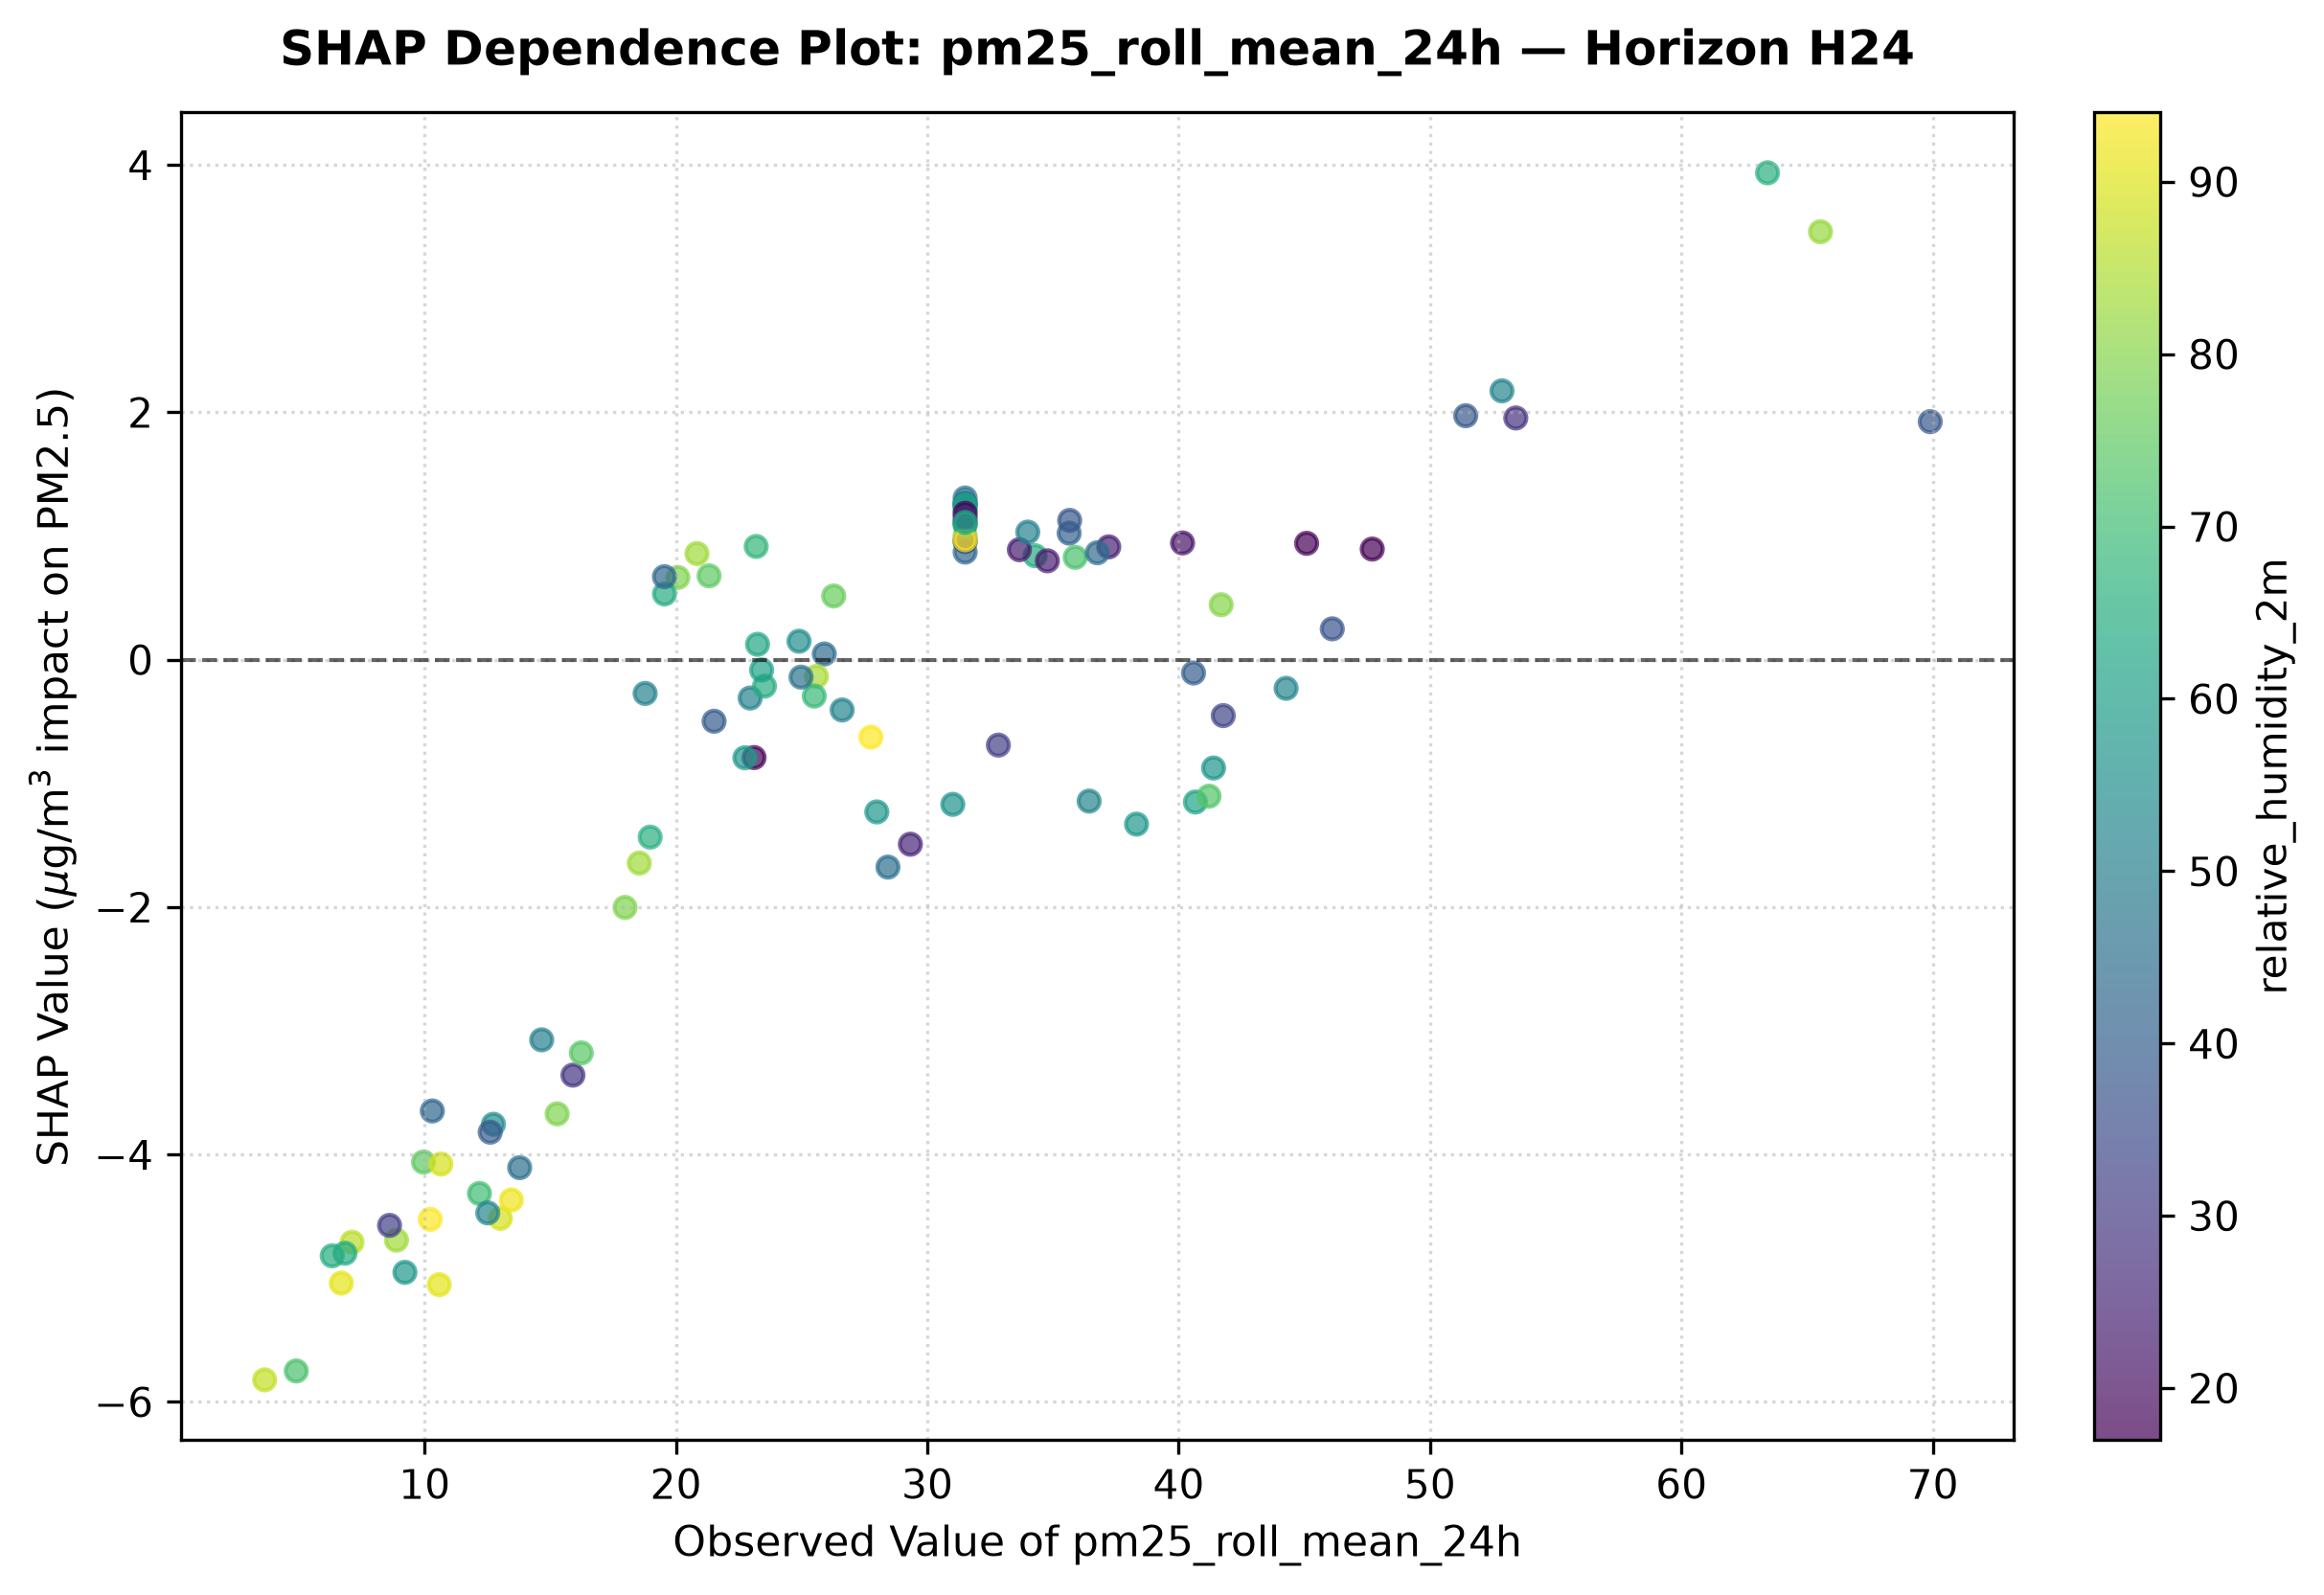 SHAP Dependence Plot: pm25_roll_mean_24h — Horizon H24
SHAP Value (μg/m³ impact on PM2.5)
4
2
0
−2
−4
−6
10 20 30 40 50 60 70
Observed Value of pm25_roll_mean_24h
90
80
70
60
50
40
30
20
relative_humidity_2m